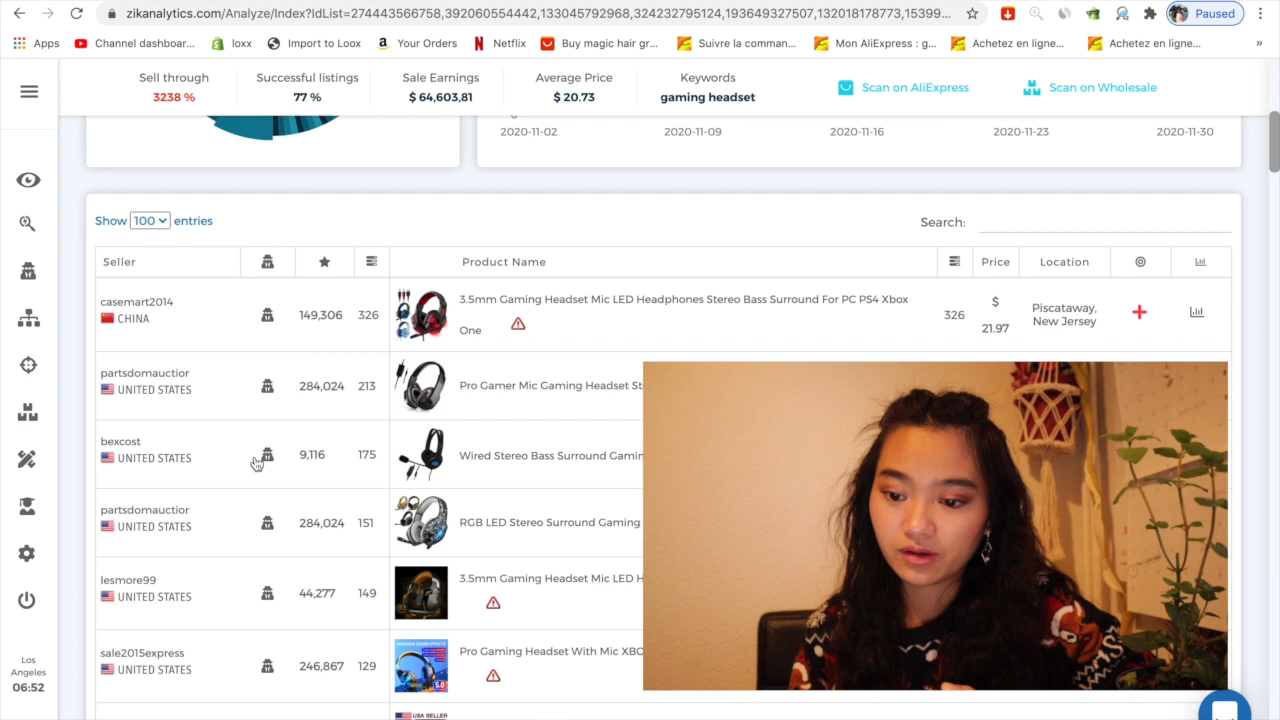 zikanalytics.com/Analyze/Index?IdList=274443566758,392095554442,133045792968,324232795124,193649327507,132018178773,15399...
Paused
Apps
Channel dashboar...
loxx
Import to Loox
Your Orders
Netflix
Buy magic hair gr...
Suivre la comman...
Mon AliExpress : g...
Achetez en ligne...
Achetez en ligne...
»
Sell through
3238 %
Successful listings
77 %
Sale Earnings
$ 64,603,81
Average Price
$ 20.73
Keywords
gaming headset
Scan on AliExpress
Scan on Wholesale
2020-11-02
2020-11-09
2020-11-16
2020-11-23
2020-11-30
Show 100 entries
Search:
Seller
Product Name
Price
Location
casemart2014
CHINA
149,306
326
3.5mm Gaming Headset Mic LED Headphones Stereo Bass Surround For PC PS4 Xbox
One
326
$
21.97
Piscataway,
New Jersey
partsdomauctior
UNITED STATES
284,024
213
Pro Gamer Mic Gaming Headset St
bexcost
UNITED STATES
9,116
175
Wired Stereo Bass Surround Gamin
partsdomauctior
UNITED STATES
284,024
151
RGB LED Stereo Surround Gaming
lesmore99
UNITED STATES
44,277
149
3.5mm Gaming Headset Mic LED H
sale2015express
UNITED STATES
246,867
129
5.0
Pro Gaming Headset With Mic XBO
USA SELLER
Los
Angeles
06:52